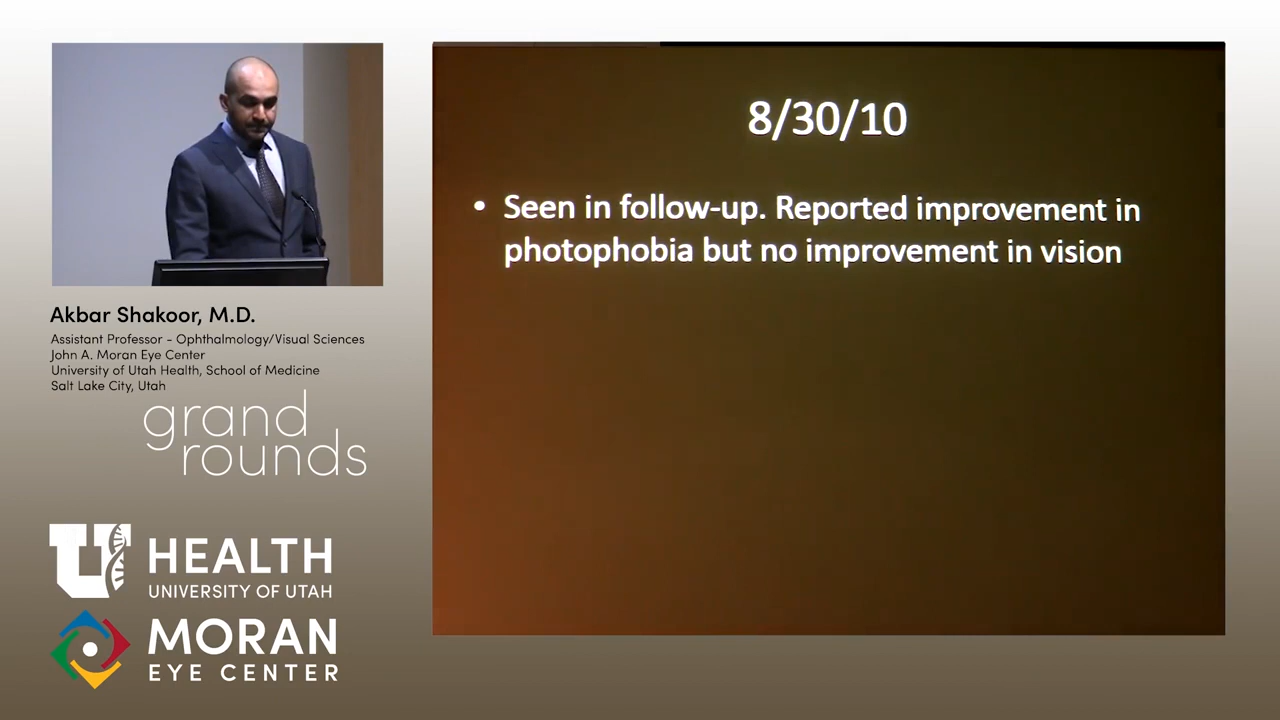 8/30/10
• Seen in follow-up. Reported improvement in
photophobia but no improvement in vision
Akbar Shakoor, M.D.
Assistant Professor - Ophthalmology/Visual Sciences
John A. Moran Eye Center
University of Utah Health, School of Medicine
Salt Lake City, Utah
grand
rounds
U HEALTH
UNIVERSITY OF UTAH
MORAN
EYE CENTER